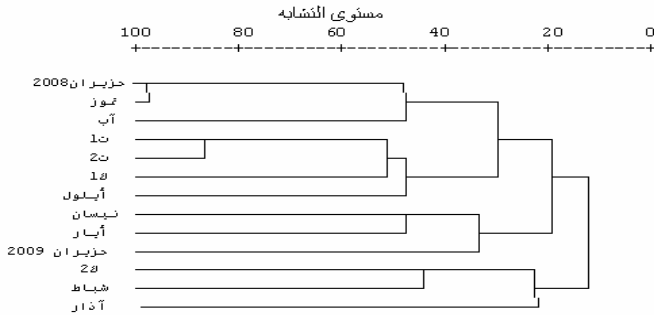 مستوى التشابه
100 80 60 40 20 0
حزيران2008
تموز
آب
ت1
ت2
ك1
أيلول
نيسان
أيار
حزيران 2009
ك2
شباط
آذار